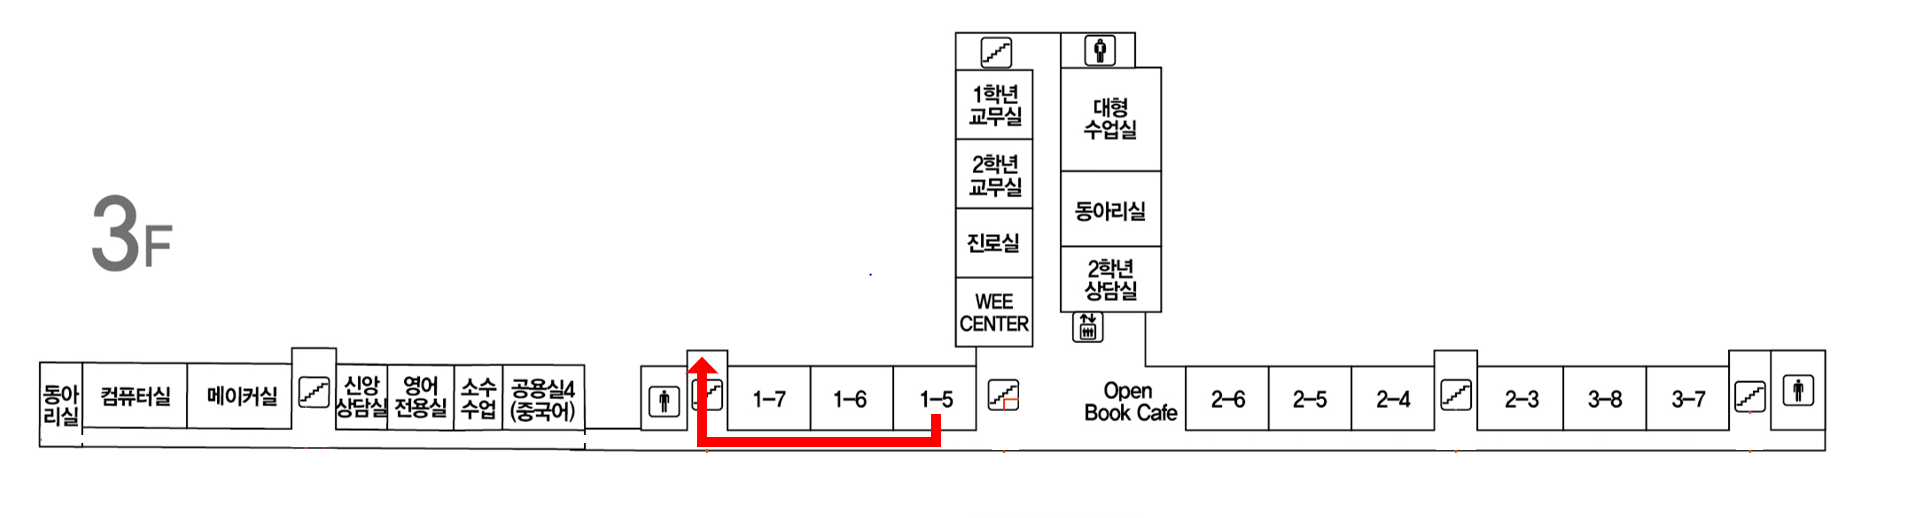 3F
1학년
교무실
2학년
교무실
진로실
WEE
CENTER
대형
수업실
동아리실
2학년
상담실
동아
리실
컴퓨터실
메이커실
신앙
상담실
영어
전용실
소수
수업
공용실4
(중국어)
1-7
1-6
1-5
Open
Book Cafe
2-6
2-5
2-4
2-3
3-8
3-7